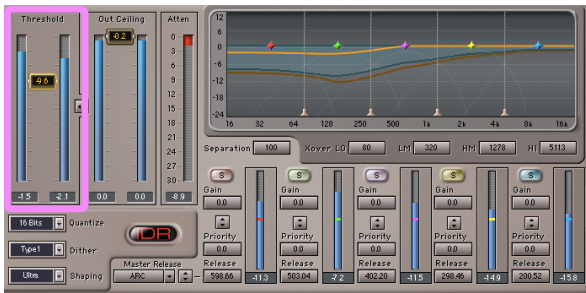 Threshold Out Ceiling Atten
-9.6 -0.2
0
3
6
9
12
15
18
21
24
27
30
-1.5 -2.1 0.0 0.0 -8.9
12
6
0
-6
-12
-18
-24
16 32 64 128 250 500 1k 2k 4k 8k 16k
Separation 100 Xover LO 80 LM 320 HM 1278 HI 5113
S S S S S
Gain Gain Gain Gain Gain
0.0 0.0 0.0 0.0 0.0
Priority Priority Priority Priority Priority
0.0 0.0 0.0 0.0 0.0
Release Release Release Release Release
598.66 -11.3 503.04 -7.2 402.20 -11.5 298.46 -14.9 200.52 -15.8
16 Bits Quantize
IDR
Type1 Dither
Master Release
Ultra. Shaping ARC